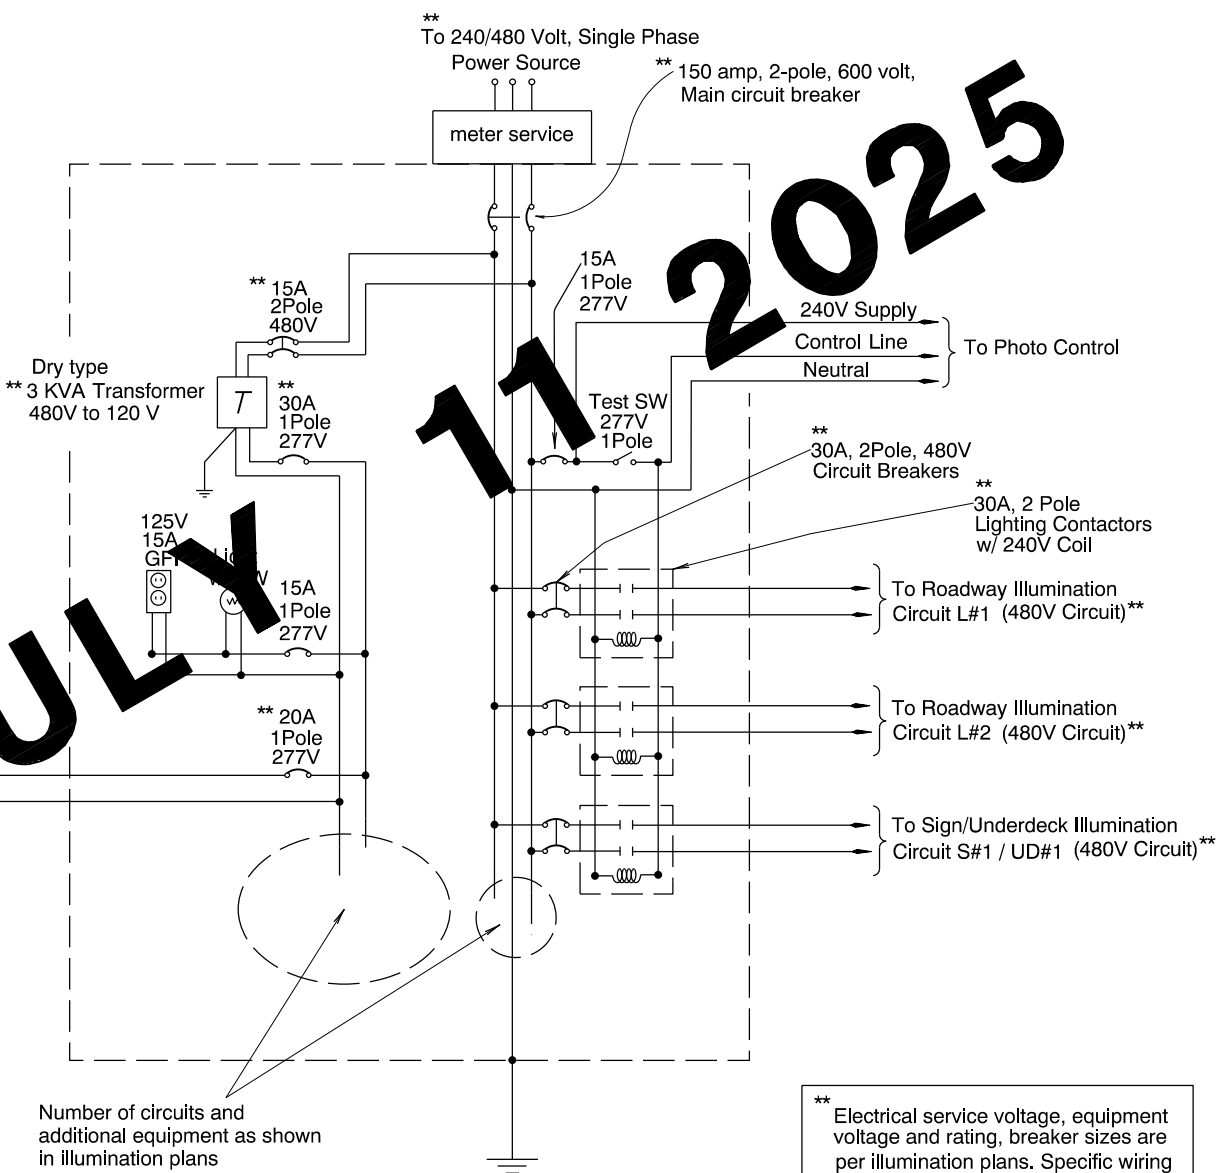 **
To 240/480 Volt, Single Phase
Power Source
** 150 amp, 2-pole, 600 volt,
Main circuit breaker
meter service
15A
1Pole
277V
** 15A
2Pole
480V
240V Supply
Control Line
Neutral
To Photo Control
Dry type
** 3 KVA Transformer
480V to 120 V
T
**
30A
1Pole
277V
Test SW
277V
1Pole
**
30A, 2Pole, 480V
Circuit Breakers
**
30A, 2 Pole
Lighting Contactors
w/ 240V Coil
125V
15A
GFI
15A
1Pole
277V
To Roadway Illumination
Circuit L#1 (480V Circuit)**
To Roadway Illumination
Circuit L#2 (480V Circuit)**
** 20A
1Pole
277V
To Sign/Underdeck Illumination
Circuit S#1 / UD#1 (480V Circuit)**
Number of circuits and
additional equipment as shown
in illumination plans
**
Electrical service voltage, equipment
voltage and rating, breaker sizes are
per illumination plans. Specific wiring
ULY 11 2025